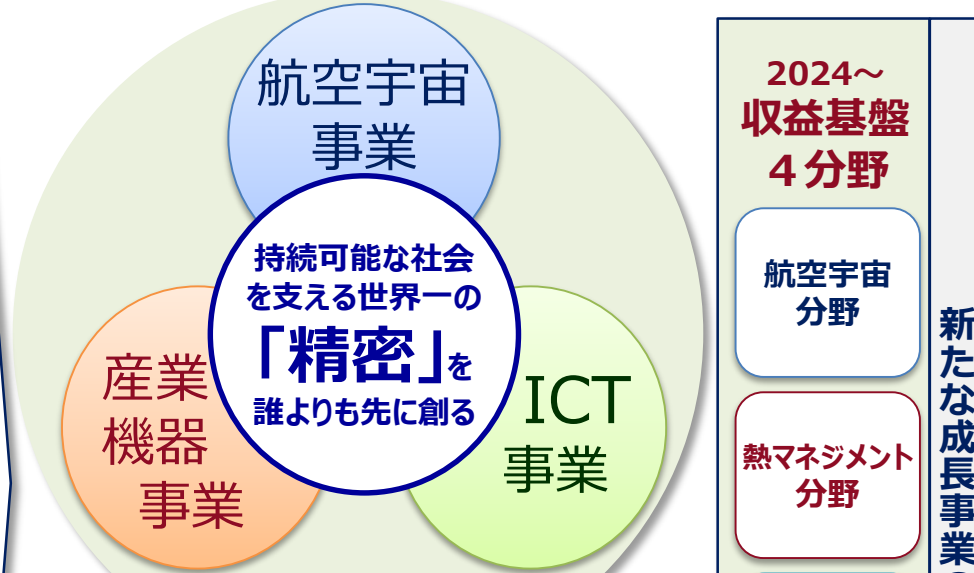 航空宇宙
事業
持続可能な社会
を支える世界一の
「精密」を
誰よりも先に創る
産業
機器
事業
ICT
事業
2024～
収益基盤
４分野
航空宇宙
分野
熱マネジメント
分野
新たな成長事業